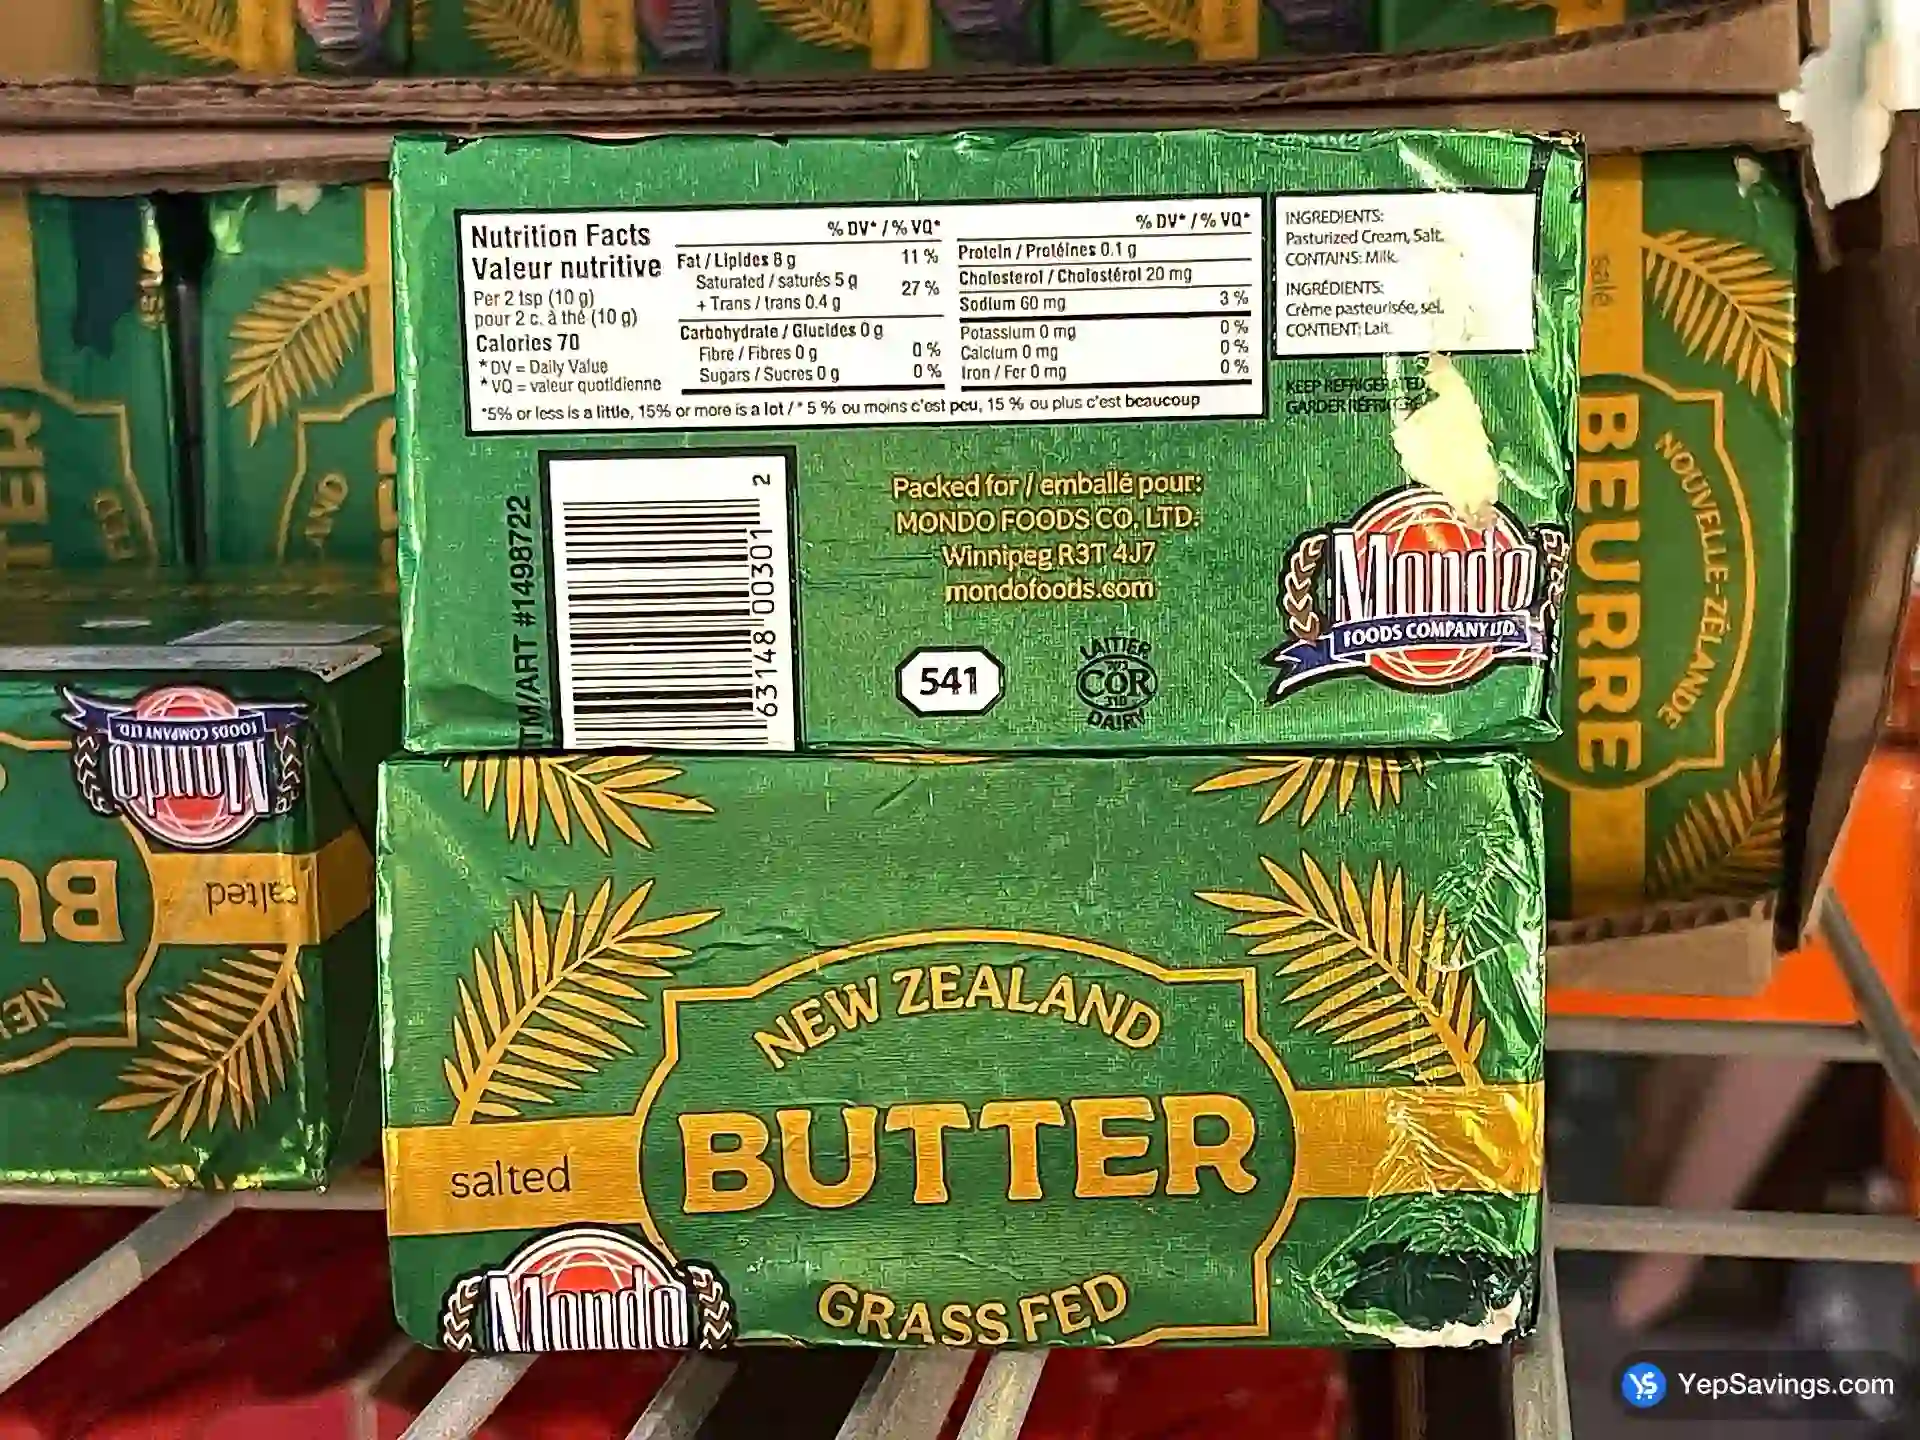 Nutrition Facts
Valeur nutritive
Per 2 tsp (10 g)
pour 2 c. à thé (10 g)
Calories 70
*DV = Daily Value
*VQ = valeur quotidienne
% DV* / % VQ*
Fat / Lipides 8 g 11 %
Saturated / saturés 5 g
+ Trans / trans 0.4 g 27 %
Carbohydrate / Glucides 0 g
Fibre / Fibres 0 g 0 %
Sugars / Sucres 0 g 0 %
% DV* / % VQ*
Protein / Protéines 0.1 g
Cholesterol / Cholestérol 20 mg
Sodium 60 mg 3 %
Potassium 0 mg 0 %
Calcium 0 mg 0 %
Iron / Fer 0 mg 0 %
*5% or less is a little, 15% or more is a lot / * 5 % ou moins c'est peu, 15 % ou plus c'est beaucoup
INGREDIENTS:
Pasturized Cream, Salt.
CONTAINS: Milk.
INGRÉDIENTS:
Crème pasteurisée, sel.
CONTIENT: Lait.
KEEP REFRIGERATED
GARDER RÉFRIGÉRÉ
ITM/ART #1498722
63148 00301 2
Packed for / emballé pour:
MONDO FOODS CO. LTD.
Winnipeg R3T 4J7
mondofoods.com
541
LAITIER
COR
DAIRY
Mondo
FOODS COMPANY LTD.
salé
BEURRE
NOUVELLE-ZÉLANDE
TER
FED
AND
Mondo
FOODS COMPANY LTD.
salted
BU
NEW
NEW ZEALAND
BUTTER
salted
GRASS FED
Mondo
YepSavings.com